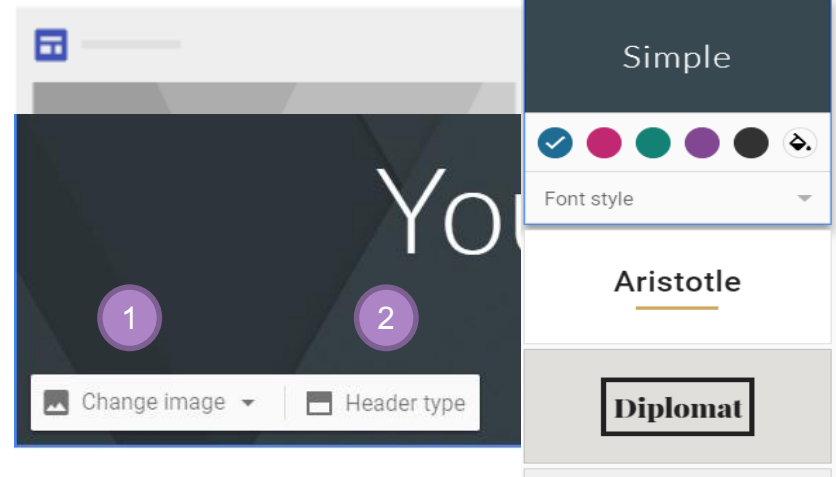 You
1
2
Change image
Header type
Simple
Font style
Aristotle
Diplomat